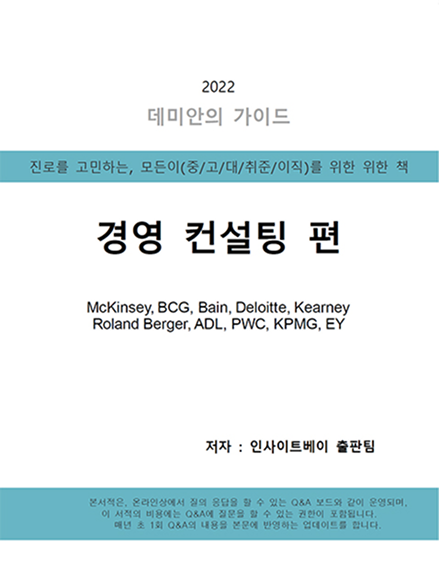 2022
데미안의 가이드
진로를 고민하는, 모든이(중/고/대/취준/이직)를 위한 위한 책
경영 컨설팅 편
McKinsey, BCG, Bain, Deloitte, Kearney
Roland Berger, ADL, PWC, KPMG, EY
저자 : 인사이트베이 출판팀
본서적은, 온라인상에서 질의 응답을 할 수 있는 Q&A 보드와 같이 운영되며,
이 서적의 비용에는 Q&A에 질문을 할 수 있는 권한이 포함됩니다.
매년 초 1회 Q&A의 내용을 본문에 반영하는 업데이트를 합니다.